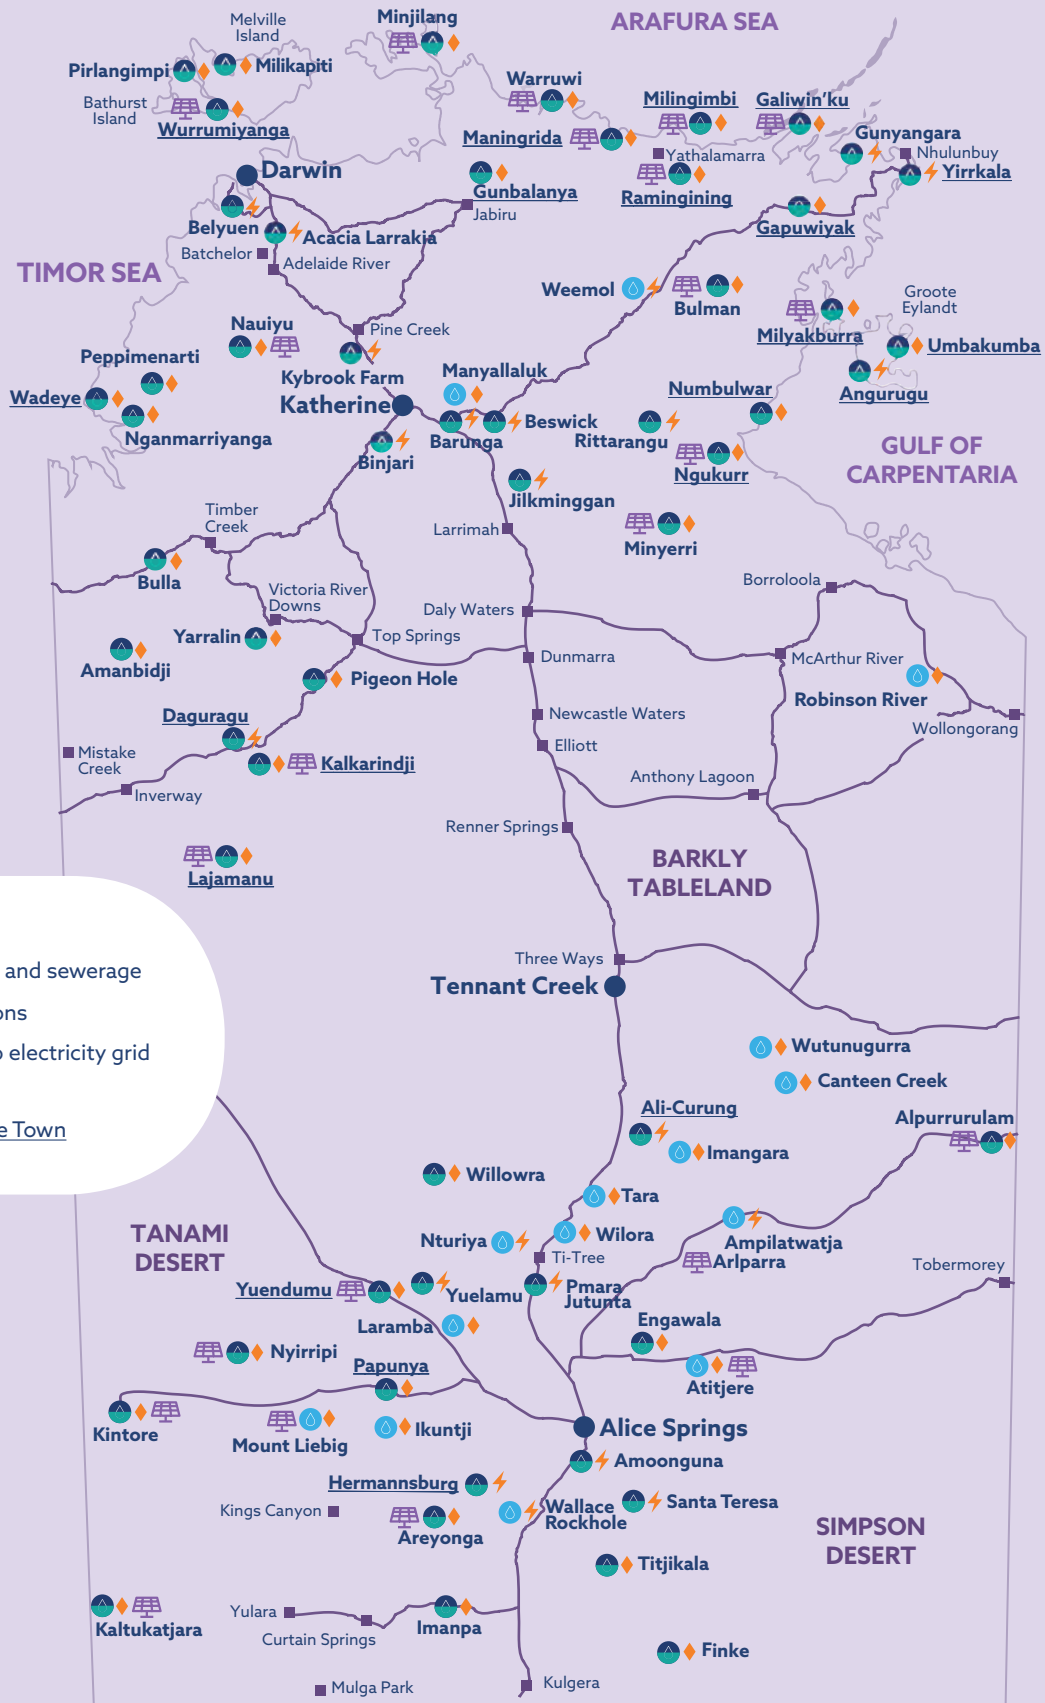 Minjilang
ARAFURA SEA
Melville
Island
Pirlangimpi
Milikapiti
Bathurst
Island
Wurrumiyanga
Warruwi
Milingimbi
Galiwin'ku
Maningrida
Gunyangara
Yathalamarra
Nhulunbuy
Yirrkala
Darwin
Gunbalanya
Ramingining
Jabiru
Belyuen
Acacia Larrakia
Gapuwiyak
Batchelor
Adelaide River
TIMOR SEA
Weemol
Bulman
Groote
Eylandt
Nauiyu
Pine Creek
Milyakburra
Umbakumba
Peppimenarti
Kybrook Farm
Manyallaluk
Numbulwar
Angurugu
Wadeye
Katherine
Nganmarriyanga
Barunga
Beswick
Rittarangu
GULF OF
CARPENTARIA
Binjari
Ngukurr
Jilkminggan
Timber
Creek
Larrimah
Minyerri
Bulla
Victoria River
Downs
Borroloola
Daly Waters
Yarralin
Top Springs
Amanbidji
Dunmarra
McArthur River
Pigeon Hole
Robinson River
Daguragu
Newcastle Waters
Wollongorang
Mistake
Creek
Kalkarindji
Elliott
Inverway
Anthony Lagoon
Renner Springs
Lajamanu
BARKLY
TABLELAND
and sewerage
Three Ways
Tennant Creek
ons
o electricity grid
Wutunugurra
Canteen Creek
e Town
Ali-Curung
Alpurrurulam
Imangara
Willowra
Tara
TANAMI
DESERT
Nturiya
Wilora
Ampilatwatja
Ti-Tree
Arlparra
Tobermorey
Yuendumu
Yuelamu
Pmara
Jutunta
Laramba
Engawala
Nyirripi
Papunya
Atitjere
Kintore
Mount Liebig
Ikuntji
Alice Springs
Amoonguna
Hermannsburg
Kings Canyon
Wallace
Rockhole
Santa Teresa
Areyonga
SIMPSON
DESERT
Titjikala
Kaltukatjara
Yulara
Curtain Springs
Imanpa
Finke
Mulga Park
Kulgera